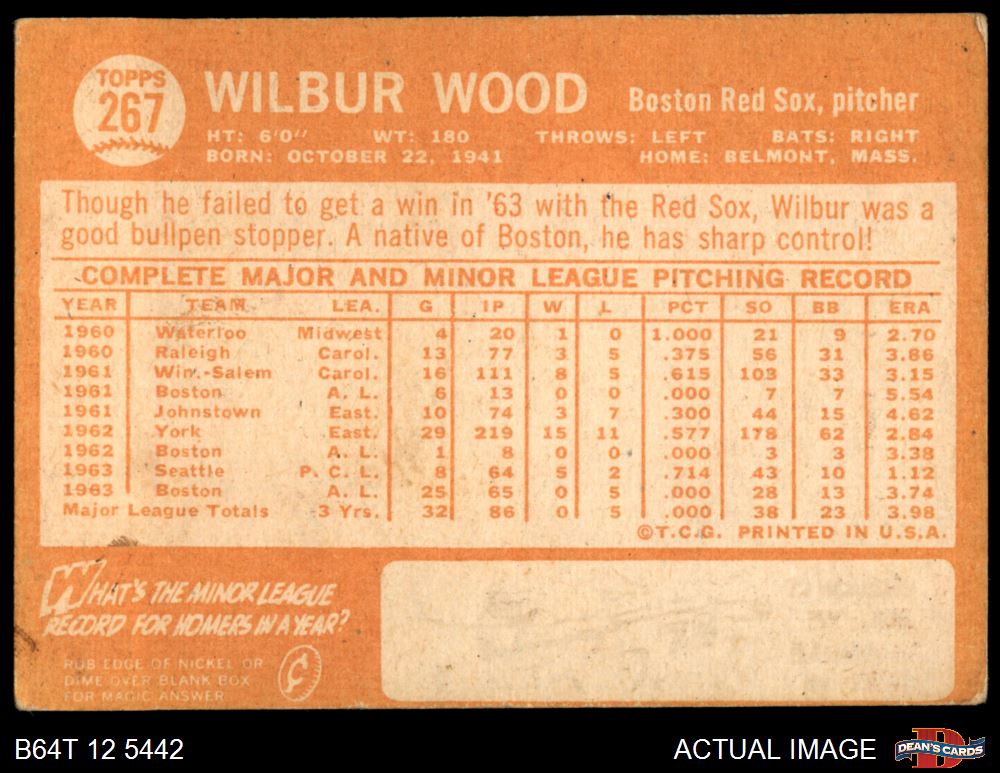 TOPPS
267
WILBUR WOOD
Boston Red Sox, pitcher
HT: 6'0" WT: 180 THROWS: LEFT BATS: RIGHT
BORN: OCTOBER 22, 1941 HOME: BELMONT, MASS.
Though he failed to get a win in '63 with the Red Sox, Wilbur was a
good bullpen stopper. A native of Boston, he has sharp control!
COMPLETE MAJOR AND MINOR LEAGUE PITCHING RECORD
YEAR TEAM LEA. G IP W L PCT SO BB ERA
1960 Waterloo Midwest 4 20 1 0 1.000 21 9 2.70
1960 Raleigh Carol. 13 77 3 5 .375 56 31 3.86
1961 Win.-Salem Carol. 16 111 8 5 .615 103 33 3.15
1961 Boston A. L. 6 13 0 0 .000 7 7 5.54
1961 Johnstown East. 10 74 3 7 .300 44 15 4.62
1962 York East. 29 219 15 11 .577 178 62 2.84
1962 Boston A. L. 1 8 0 0 .000 3 3 3.38
1963 Seattle P. C. L. 8 64 5 2 .714 43 10 1.12
1963 Boston A. L. 25 65 0 5 .000 28 13 3.74
Major League Totals 3 Yrs. 32 86 0 5 .000 38 23 3.98
©T.C.G. PRINTED IN U.S.A.
WHAT'S THE MINOR LEAGUE
RECORD FOR HOMERS IN A YEAR?
RUB EDGE OF NICKEL OR
DIME OVER BLANK BOX
FOR MAGIC ANSWER
¢
B64T 12 5442
ACTUAL IMAGE
DEAN'S CARDS